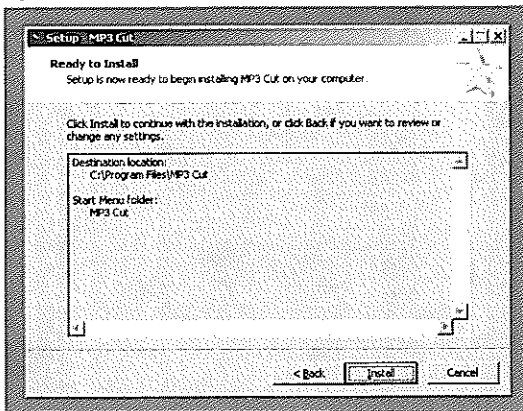 Setup - MP3 Cut
Ready to Install
Setup is now ready to begin installing MP3 Cut on your computer.
Click Install to continue with the installation, or click Back if you want to review or
change any settings.
Destination location:
C:\Program Files\MP3 Cut
Start Menu folder:
MP3 Cut
< Back
Install
Cancel